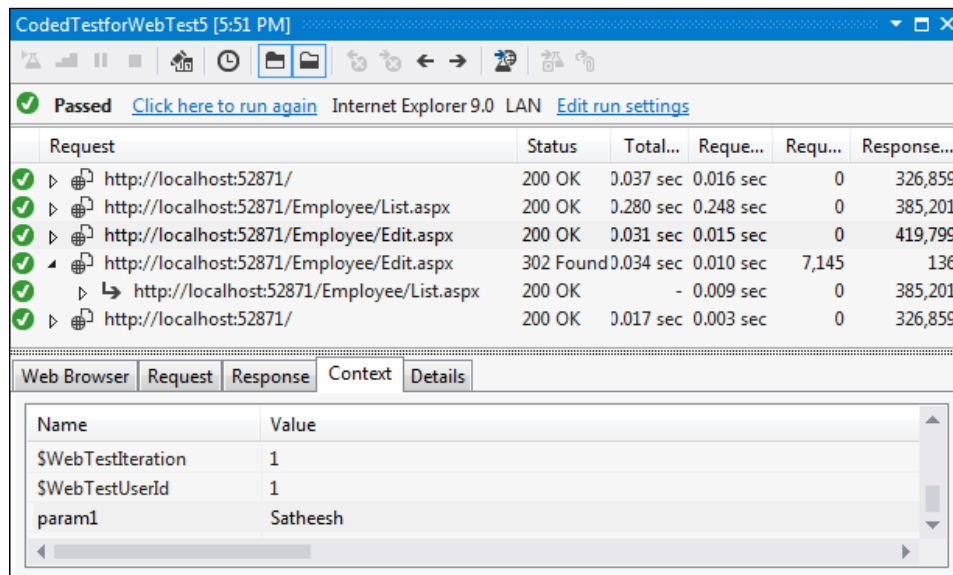 CodedTestforWebTest5 [5:51 PM]
Passed Click here to run again Internet Explorer 9.0 LAN Edit run settings
Request Status Total... Reque... Requ... Response...
http://localhost:52871/ 200 OK 0.037 sec 0.016 sec 0 326,859
http://localhost:52871/Employee/List.aspx 200 OK 0.280 sec 0.248 sec 0 385,201
http://localhost:52871/Employee/Edit.aspx 200 OK 0.031 sec 0.015 sec 0 419,799
http://localhost:52871/Employee/Edit.aspx 302 Found 0.034 sec 0.010 sec 7,145 136
http://localhost:52871/Employee/List.aspx 200 OK - 0.009 sec 0 385,201
http://localhost:52871/ 200 OK 0.017 sec 0.003 sec 0 326,859
Web Browser Request Response Context Details
Name Value
$WebTestIteration 1
$WebTestUserId 1
param1 Satheesh